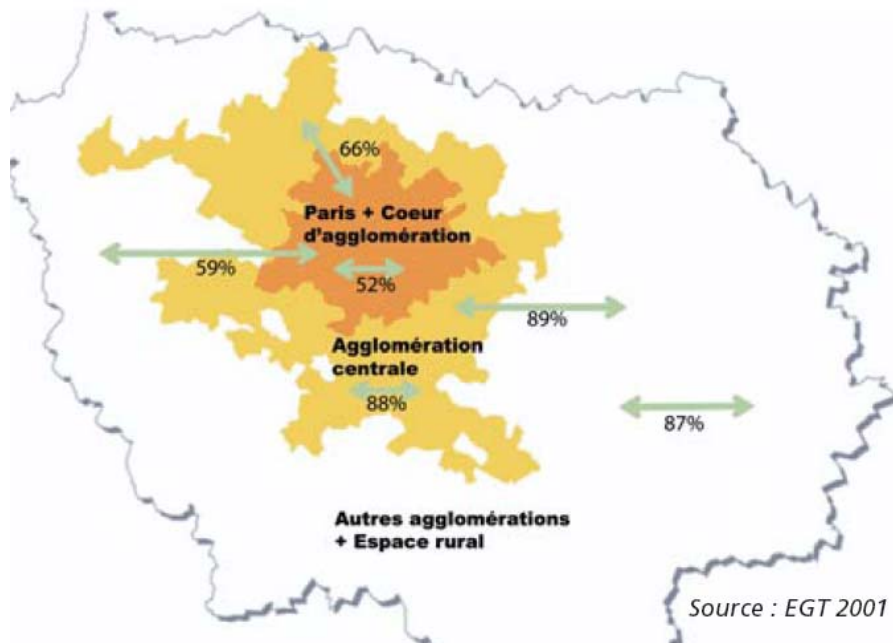 66%
Paris + Coeur
d'agglomération
59%
52%
89%
Agglomération
centrale
88%
87%
Autres agglomérations
+ Espace rural
Source : EGT 2001